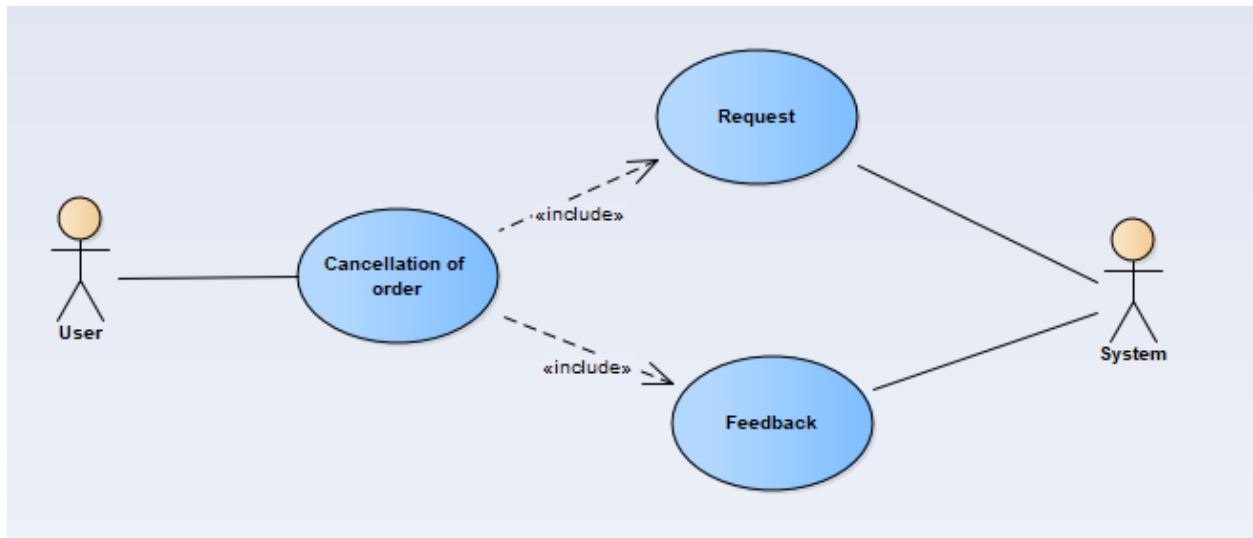 Request
«include»
Cancellation of
order
User
System
«include»
Feedback